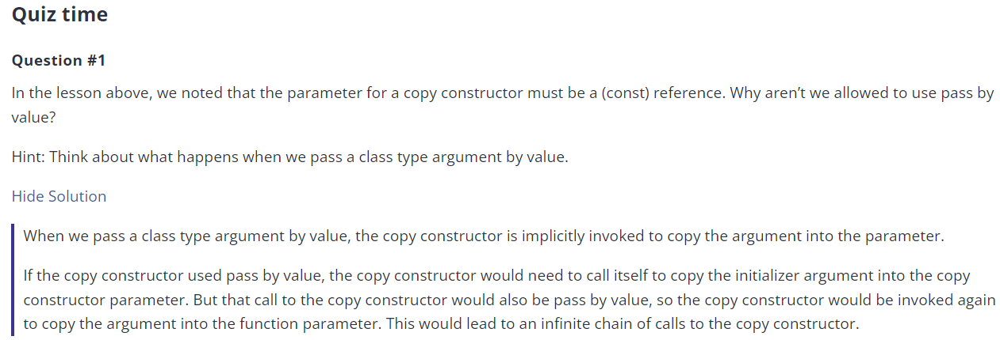 Quiz time
Question #1
In the lesson above, we noted that the parameter for a copy constructor must be a (const) reference. Why aren’t we allowed to use pass by
value?
Hint: Think about what happens when we pass a class type argument by value.
Hide Solution
When we pass a class type argument by value, the copy constructor is implicitly invoked to copy the argument into the parameter.
If the copy constructor used pass by value, the copy constructor would need to call itself to copy the initializer argument into the copy
constructor parameter. But that call to the copy constructor would also be pass by value, so the copy constructor would be invoked again
to copy the argument into the function parameter. This would lead to an infinite chain of calls to the copy constructor.